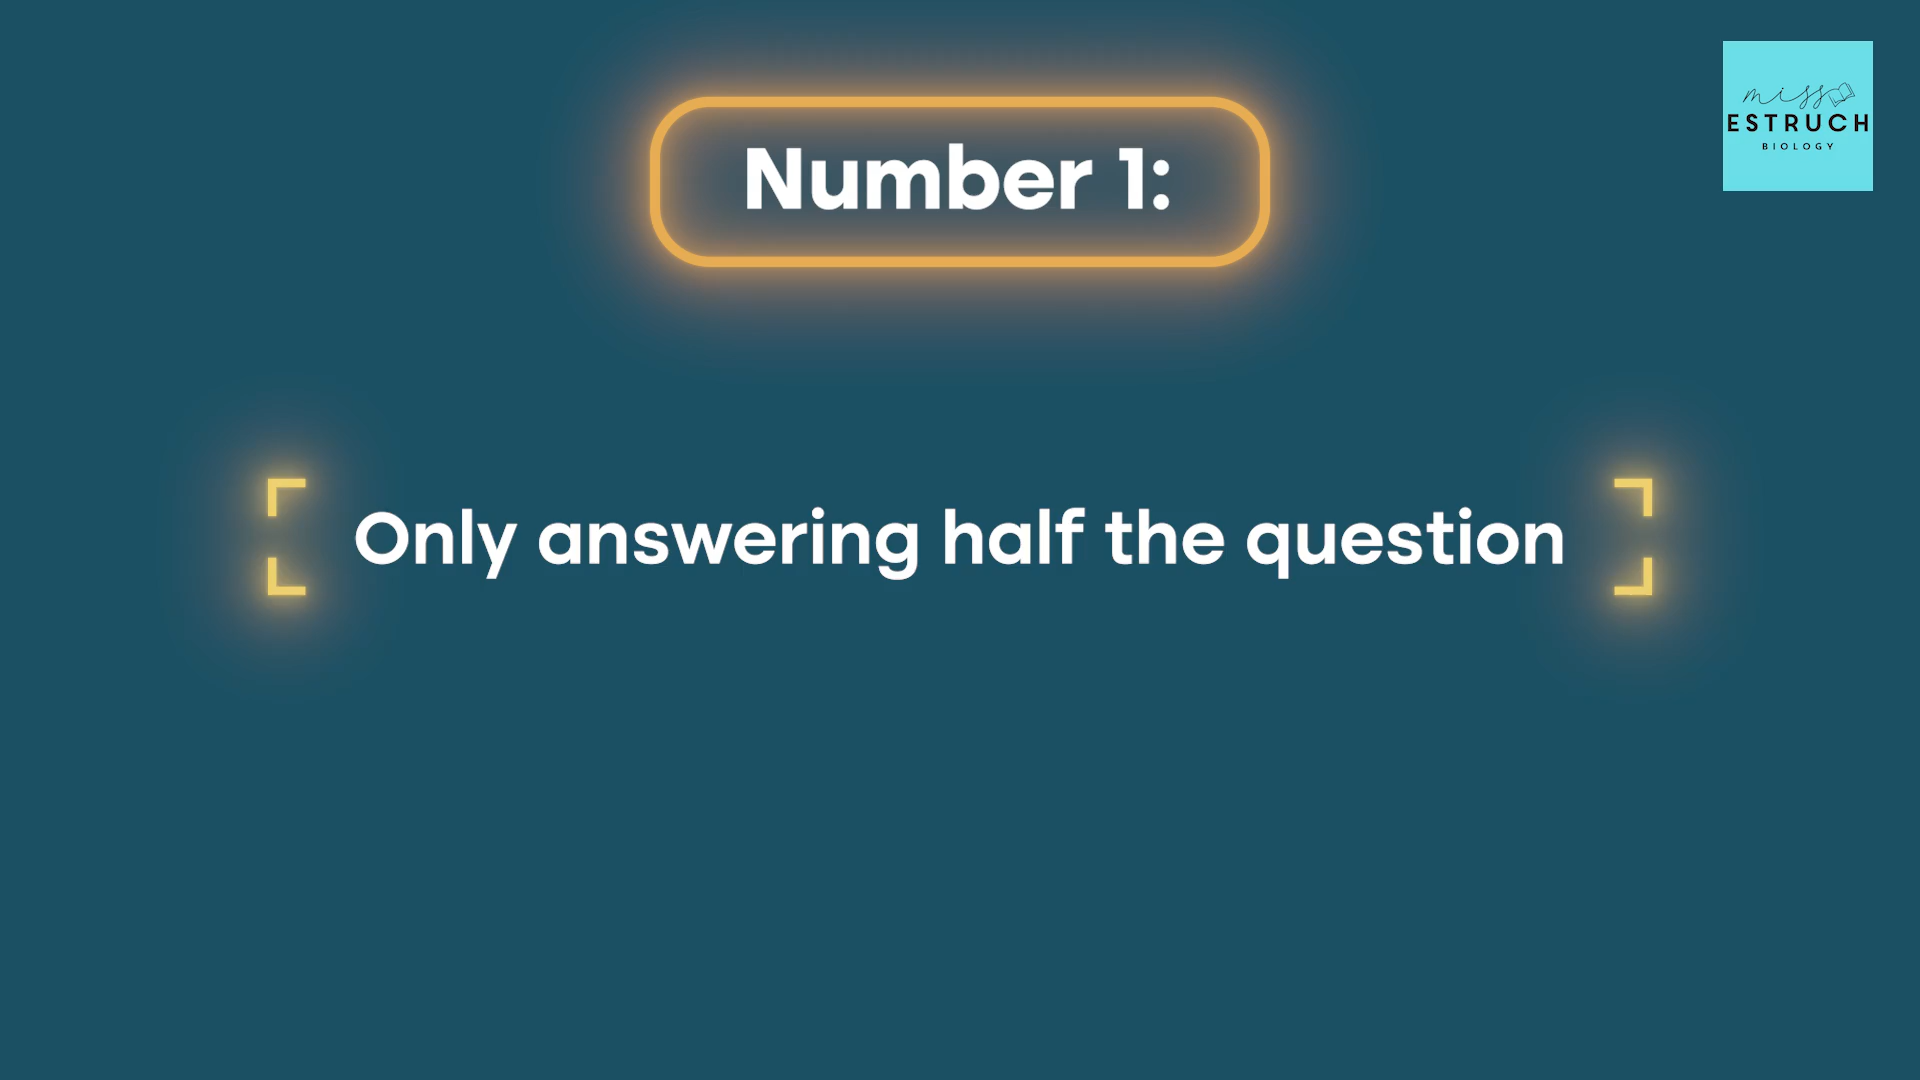 Number 1:
miss
ESTRUCH
BIOLOGY
Only answering half the question